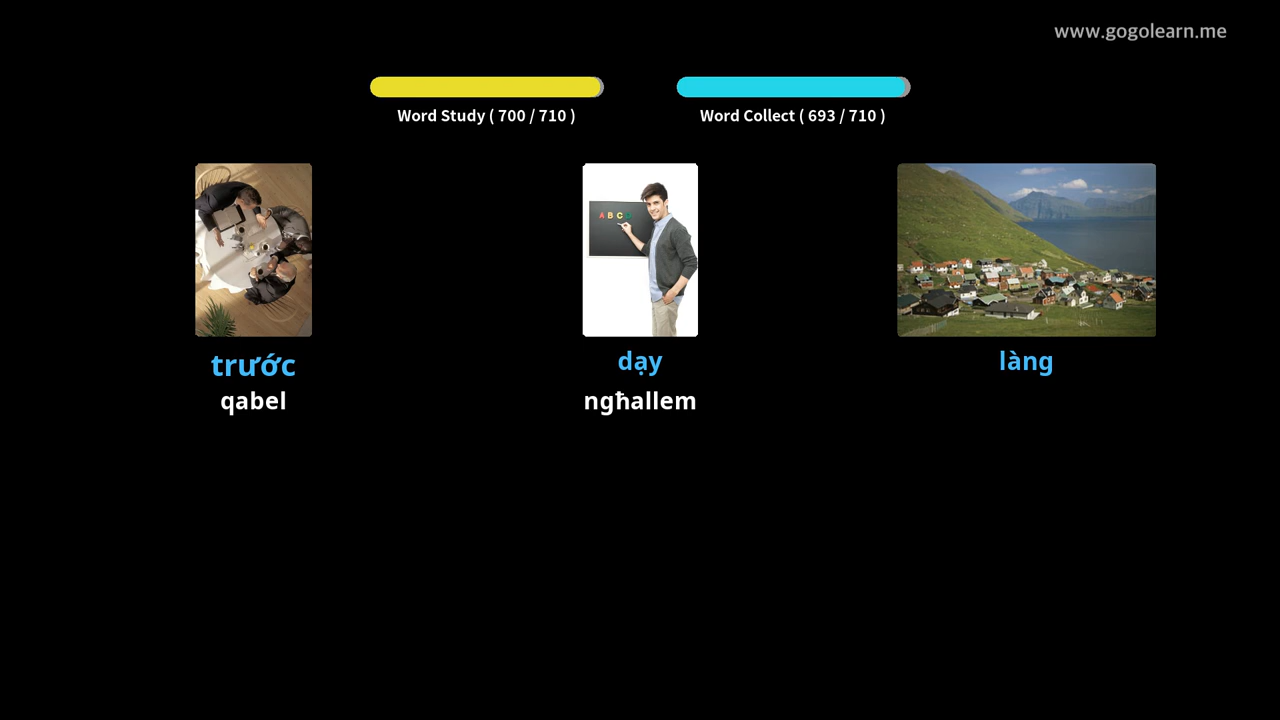 www.gogolearn.me
Word Study ( 700 / 710 )
Word Collect ( 693 / 710 )
A B C D
trước
dạy
làng
qabel
ngħallem